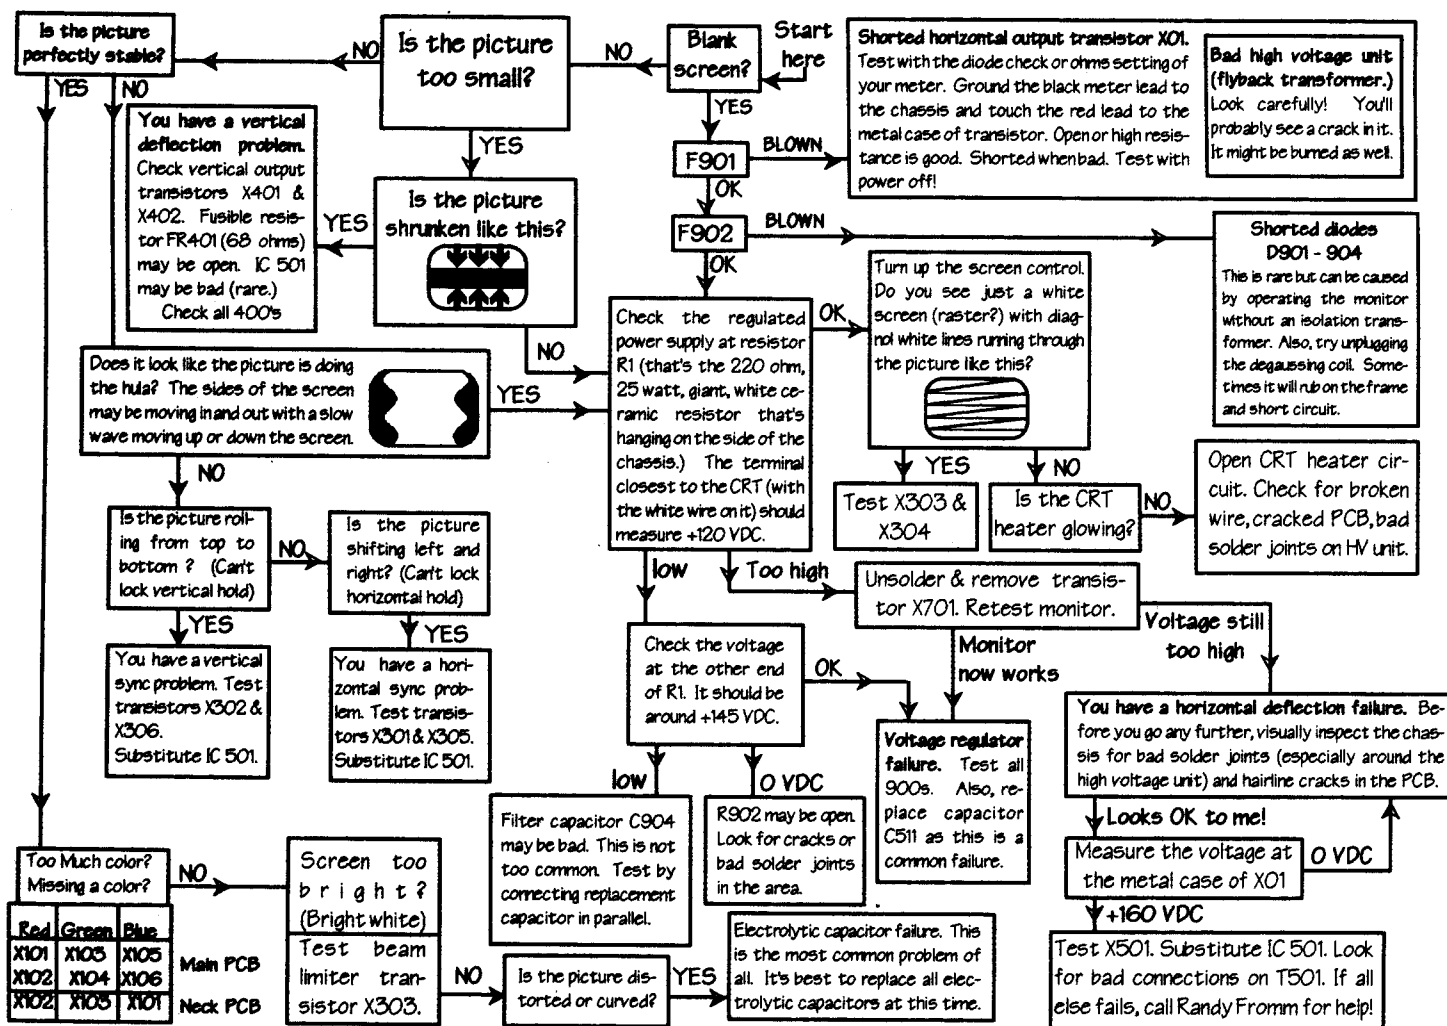 Is the picture
perfectly stable?
NO
Is the picture
too small?
NO
Blank
screen?
Start
here
YES
NO
YES
YES
You have a vertical
deflection problem.
Check vertical output
transistors X401 &
X402. Fusible resis-
tor FR401 (68 ohms)
may be open. IC 501
may be bad (rare.)
Check all 400's
YES
Is the picture
shrunken like this?
NO
F901
BLOWN
OK
F902
BLOWN
OK
Shorted horizontal output transistor X01.
Test with the diode check or ohms setting of
your meter. Ground the black meter lead to
the chassis and touch the red lead to the
metal case of transistor. Open or high resis-
tance is good. Shorted when bad. Test with
power off!
Bad high voltage unit
(flyback transformer.)
Look carefully! You'll
probably see a crack in it.
It might be burned as well.
Shorted diodes
D901 - 904
This is rare but can be caused
by operating the monitor
without an isolation trans-
former. Also, try unplugging
the degaussing coil. Some-
times it will rub on the frame
and short circuit.
Does it look like the picture is doing
the hula? The sides of the screen
may be moving in and out with a slow
wave moving up or down the screen.
YES
NO
Check the regulated
power supply at resistor
R1 (that's the 220 ohm,
25 watt, giant, white ce-
ramic resistor that's
hanging on the side of the
chassis.) The terminal
closest to the CRT (with
the white wire on it) should
measure +120 VDC.
OK
Turn up the screen control.
Do you see just a white
screen (raster?) with diag
nol white lines running through
the picture like this?
YES
NO
Test X303 &
X304
Is the CRT
heater glowing?
NO
Open CRT heater cir-
cuit. Check for broken
wire, cracked PCB, bad
solder joints on HV unit.
Is the picture roll-
ing from top to
bottom ? (Can't
lock vertical hold)
NO
Is the picture
shifting left and
right? (Can't lock
horizontal hold)
YES
YES
You have a vertical
sync problem. Test
transistors X302 &
X306.
Substitute IC 501.
You have a hori-
zontal sync prob-
lem. Test transis-
tors X301 & X305.
Substitute IC 501.
low
Too high
Unsolder & remove transis-
tor X701. Retest monitor.
Monitor
now works
Voltage still
too high
Check the voltage
at the other end
of R1. It should be
around +145 VDC.
OK
low
0 VDC
Voltage regulator
failure. Test all
900s. Also, re-
place capacitor
C511 as this is a
common failure.
You have a horizontal deflection failure. Be-
fore you go any further, visually inspect the chas-
sis for bad solder joints (especially around the
high voltage unit) and hairline cracks in the PCB.
Looks OK to me!
Measure the voltage at
the metal case of X01
0 VDC
+160 VDC
Test X501. Substitute IC 501. Look
for bad connections on T501. If all
else fails, call Randy Fromm for help!
Filter capacitor C904
may be bad. This is not
too common. Test by
connecting replacement
capacitor in parallel.
R902 may be open.
Look for cracks or
bad solder joints
in the area.
Too Much color?
Missing a color?
NO
Screen too
bright?
(Bright white)
Test beam
limiter tran-
sistor X303.
NO
Is the picture dis-
torted or curved?
YES
Electrolytic capacitor failure. This
is the most common problem of
all. It's best to replace all elec-
trolytic capacitors at this time.
Red Green Blue
X101 X103 X105
Main PCB
X102 X104 X106
X102 X103 X101
Neck PCB